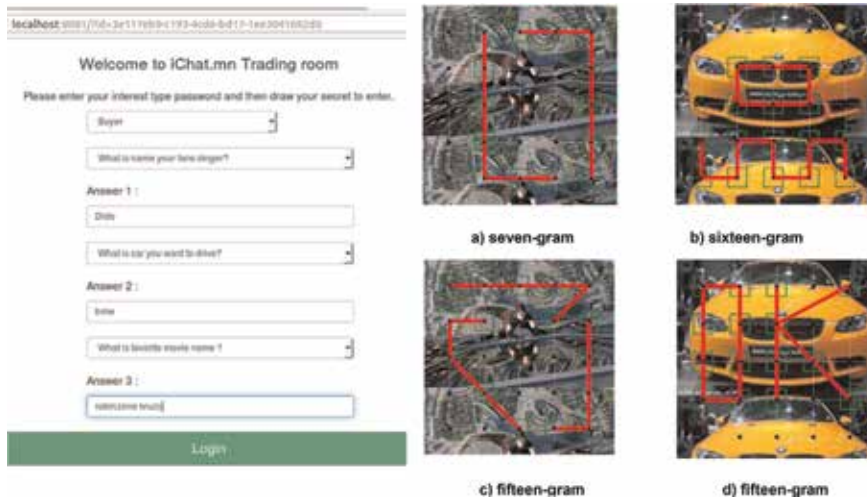 localhost
Welcome to iChat.mn Trading room
Please enter your interest type password and then draw your secret to enter.
Buyer
What is name your fans singer?
Answer 1 :
Dido
What is car you want to drive?
Answer 2 :
bmw
What is favorite movie name ?
Answer 3 :
Login
a) seven-gram
b) sixteen-gram
c) fifteen-gram
d) fifteen-gram